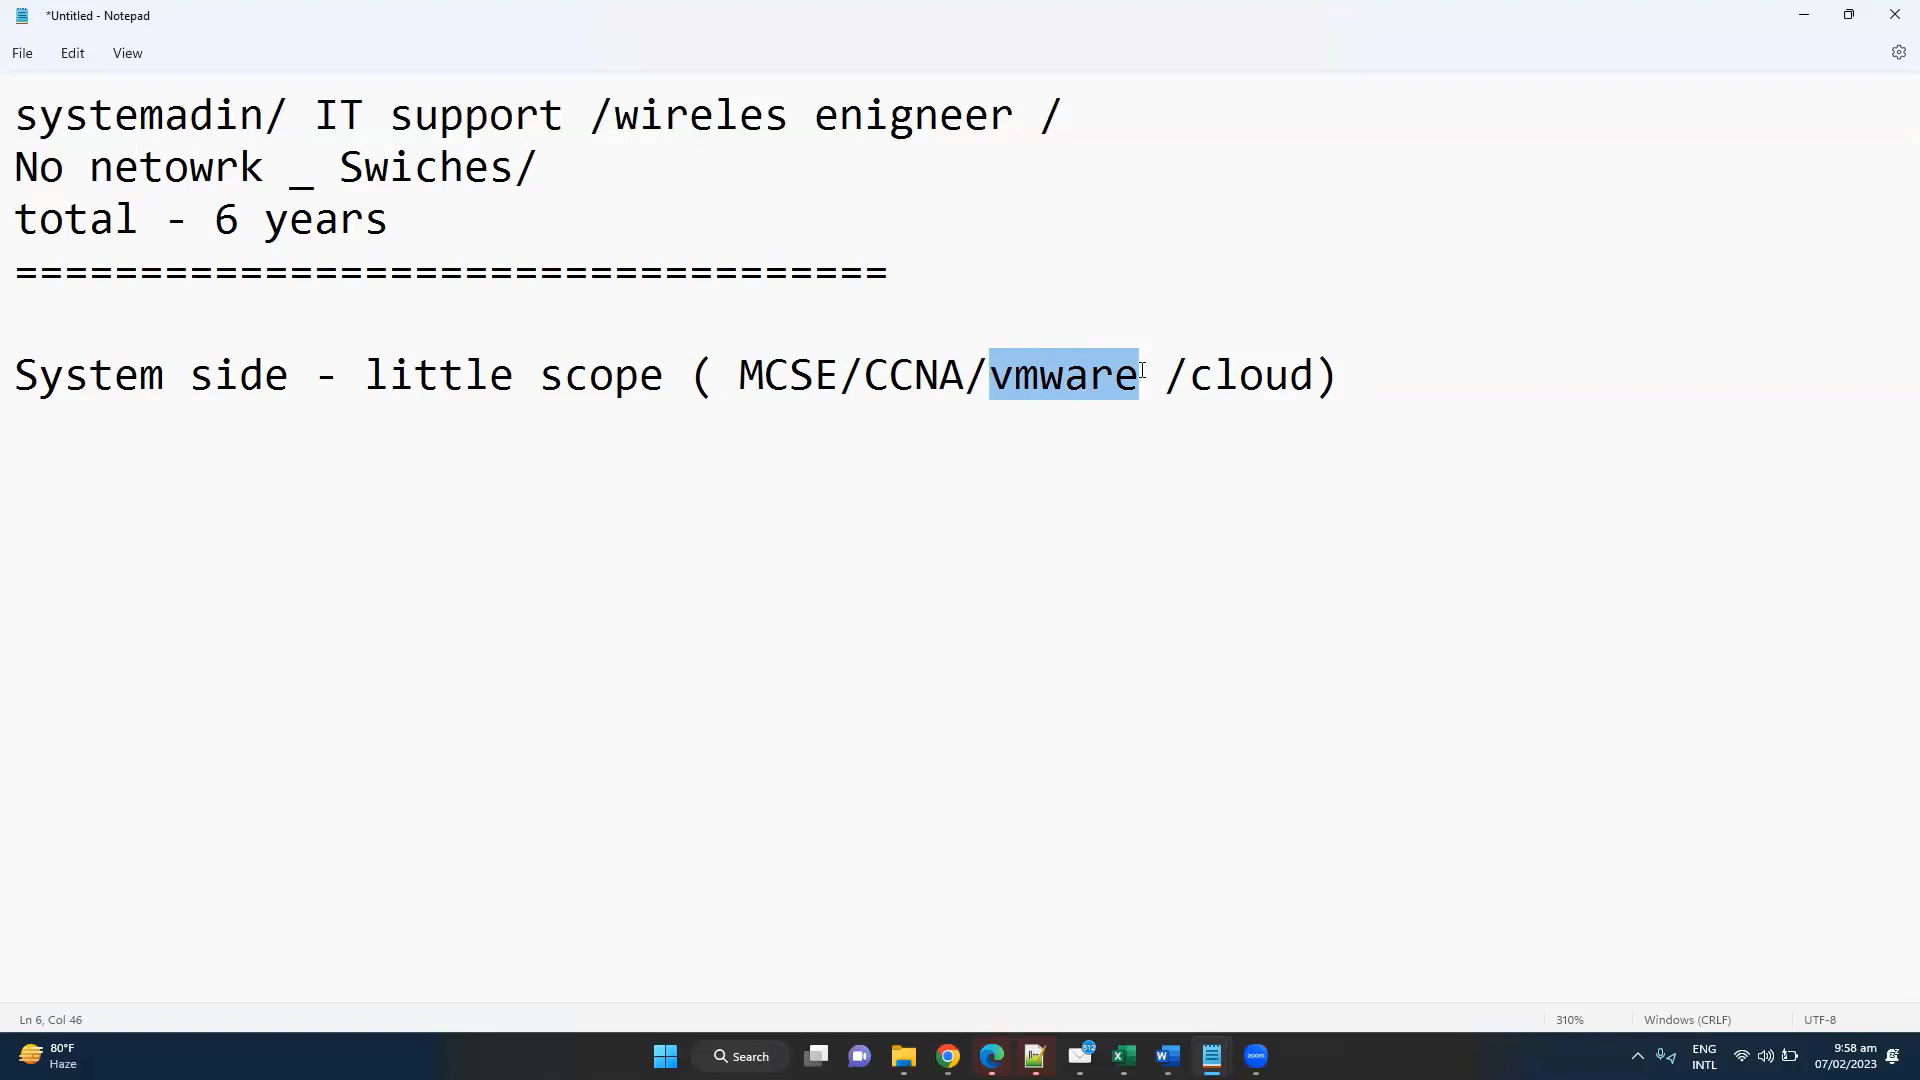 *Untitled - Notepad
File Edit View
systemadin/ IT support /wireles enigneer /
No netowrk _ Swiches/
total - 6 years
===================================
System side - little scope ( MCSE/CCNA/vmware /cloud)
Ln 6, Col 46 310% Windows (CRLF) UTF-8
80°F
Haze
Search
512
zoom
ENG
INTL
9:58 am
07/02/2023